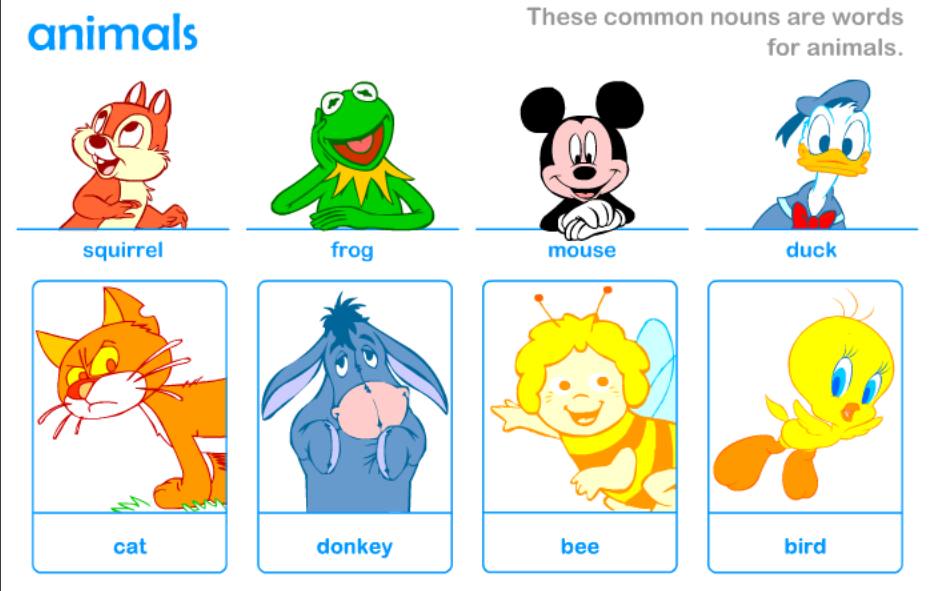 animals
These common nouns are words
for animals.
squirrel
frog
mouse
duck
cat
donkey
bee
bird